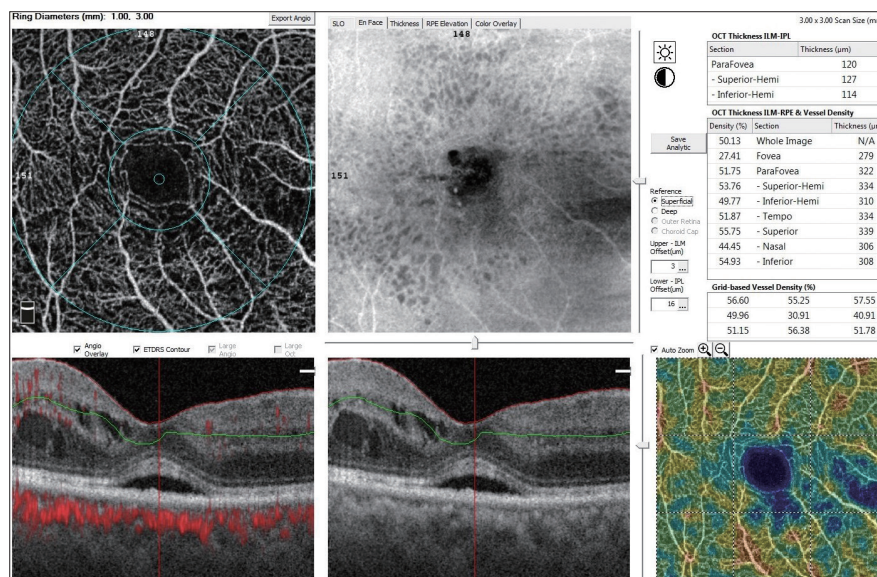 Ring Diameters (mm): 1.00, 3.00
Export Angio
148
151
SLO En Face Thickness RPE Elevation Color Overlay
148
151
Save
Analytic
Reference
Superficial
Deep
Outer Retina
Choroid Cap
Upper - ILM
Offset(um)
3 ...
Lower - IPL
Offset(um)
16 ...
3.00 x 3.00 Scan Size (m
OCT Thickness ILM-IPL
Section Thickness (µm)
ParaFovea 120
- Superior-Hemi 127
- Inferior-Hemi 114
OCT Thickness ILM-RPE & Vessel Density
Density (%) Section Thickness (µ
50.13 Whole Image N/A
27.41 Fovea 279
51.75 ParaFovea 322
53.76 - Superior-Hemi 334
49.77 - Inferior-Hemi 310
51.87 - Tempo 334
55.75 - Superior 339
44.45 - Nasal 306
54.93 - Inferior 308
Grid-based Vessel Density (%)
56.60 55.25 57.55
49.96 30.91 40.91
51.15 56.38 51.78
Angio
Overlay
ETDRS Contour
Large
Angio
Large
Oct
Auto Zoom